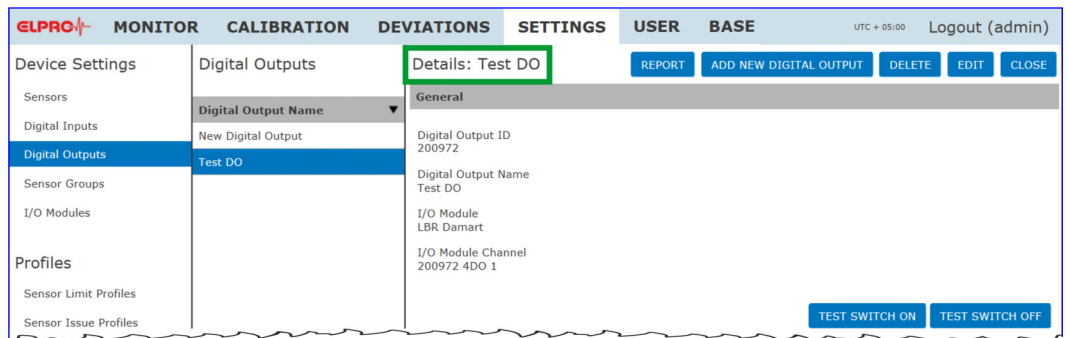 ELPRO MONITOR CALIBRATION DEVIATIONS SETTINGS USER BASE UTC + 05:00 Logout (admin)
Device Settings
Sensors
Digital Inputs
Digital Outputs
Sensor Groups
I/O Modules
Profiles
Sensor Limit Profiles
Sensor Issue Profiles
Digital Outputs
Digital Output Name
New Digital Output
Test DO
Details: Test DO
REPORT ADD NEW DIGITAL OUTPUT DELETE EDIT CLOSE
General
Digital Output ID
200972
Digital Output Name
Test DO
I/O Module
LBR Damart
I/O Module Channel
200972 4DO 1
TEST SWITCH ON TEST SWITCH OFF